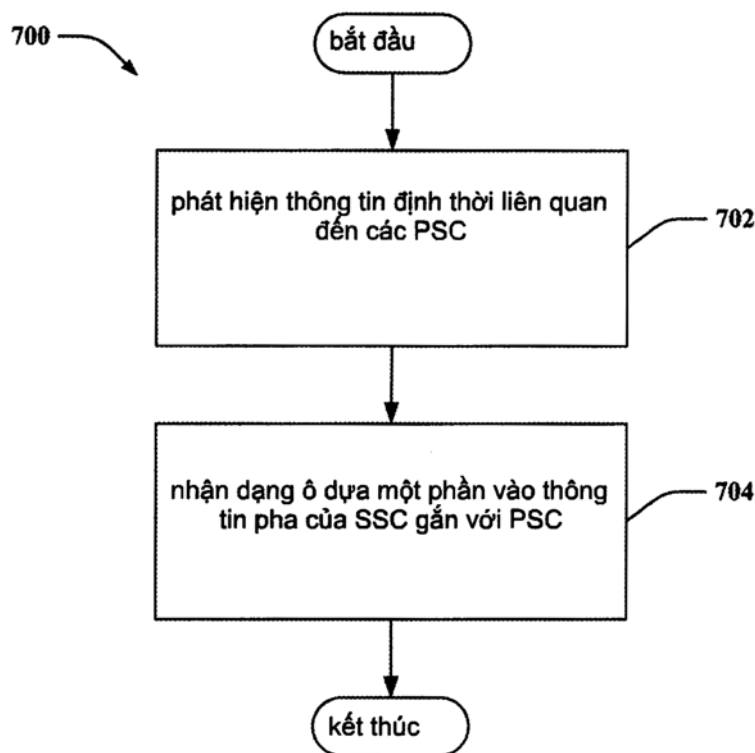 700
bắt đầu
phát hiện thông tin định thời liên quan
đến các PSC
702
nhận dạng ô dựa một phần vào thông
tin pha của SSC gắn với PSC
704
kết thúc